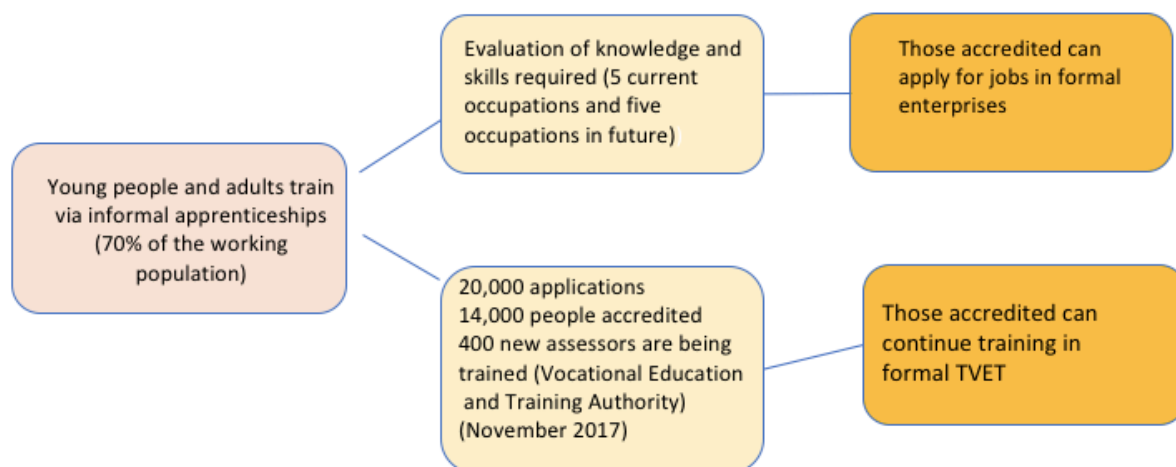 Young people and adults train
via informal apprenticeships
(70% of the working
population)
Evaluation of knowledge and
skills required (5 current
occupations and five
occupations in future)
Those accredited can
apply for jobs in formal
enterprises
20,000 applications
14,000 people accredited
400 new assessors are being
trained (Vocational Education
and Training Authority)
(November 2017)
Those accredited can
continue training in
formal TVET